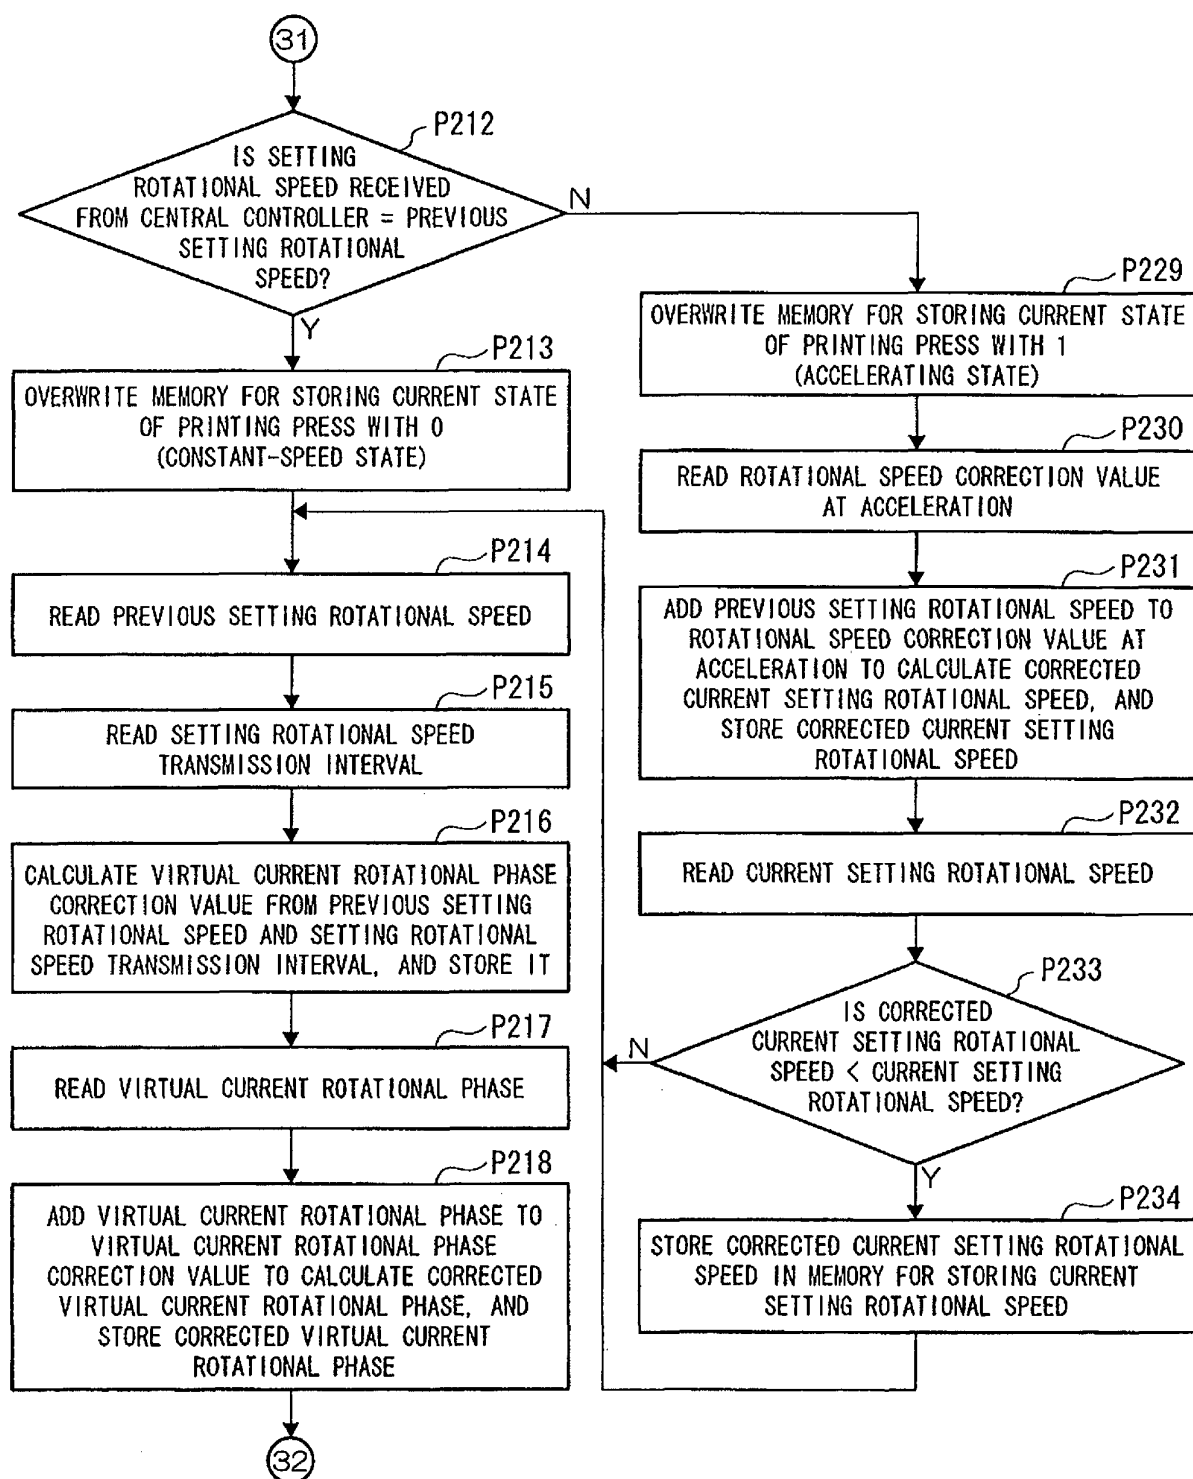 31
P212
IS SETTING
ROTATIONAL SPEED RECEIVED
FROM CENTRAL CONTROLLER = PREVIOUS
SETTING ROTATIONAL
SPEED?
N
Y
P213
OVERWRITE MEMORY FOR STORING CURRENT STATE
OF PRINTING PRESS WITH 0
(CONSTANT-SPEED STATE)
P214
READ PREVIOUS SETTING ROTATIONAL SPEED
P215
READ SETTING ROTATIONAL SPEED
TRANSMISSION INTERVAL
P216
CALCULATE VIRTUAL CURRENT ROTATIONAL PHASE
CORRECTION VALUE FROM PREVIOUS SETTING
ROTATIONAL SPEED AND SETTING ROTATIONAL
SPEED TRANSMISSION INTERVAL, AND STORE IT
P217
READ VIRTUAL CURRENT ROTATIONAL PHASE
P218
ADD VIRTUAL CURRENT ROTATIONAL PHASE TO
VIRTUAL CURRENT ROTATIONAL PHASE
CORRECTION VALUE TO CALCULATE CORRECTED
VIRTUAL CURRENT ROTATIONAL PHASE, AND
STORE CORRECTED VIRTUAL CURRENT
ROTATIONAL PHASE
32
P229
OVERWRITE MEMORY FOR STORING CURRENT STATE
OF PRINTING PRESS WITH 1
(ACCELERATING STATE)
P230
READ ROTATIONAL SPEED CORRECTION VALUE
AT ACCELERATION
P231
ADD PREVIOUS SETTING ROTATIONAL SPEED TO
ROTATIONAL SPEED CORRECTION VALUE AT
ACCELERATION TO CALCULATE CORRECTED
CURRENT SETTING ROTATIONAL SPEED, AND
STORE CORRECTED CURRENT SETTING
ROTATIONAL SPEED
P232
READ CURRENT SETTING ROTATIONAL SPEED
P233
IS CORRECTED
CURRENT SETTING ROTATIONAL
SPEED < CURRENT SETTING
ROTATIONAL SPEED?
N
Y
P234
STORE CORRECTED CURRENT SETTING ROTATIONAL
SPEED IN MEMORY FOR STORING CURRENT
SETTING ROTATIONAL SPEED